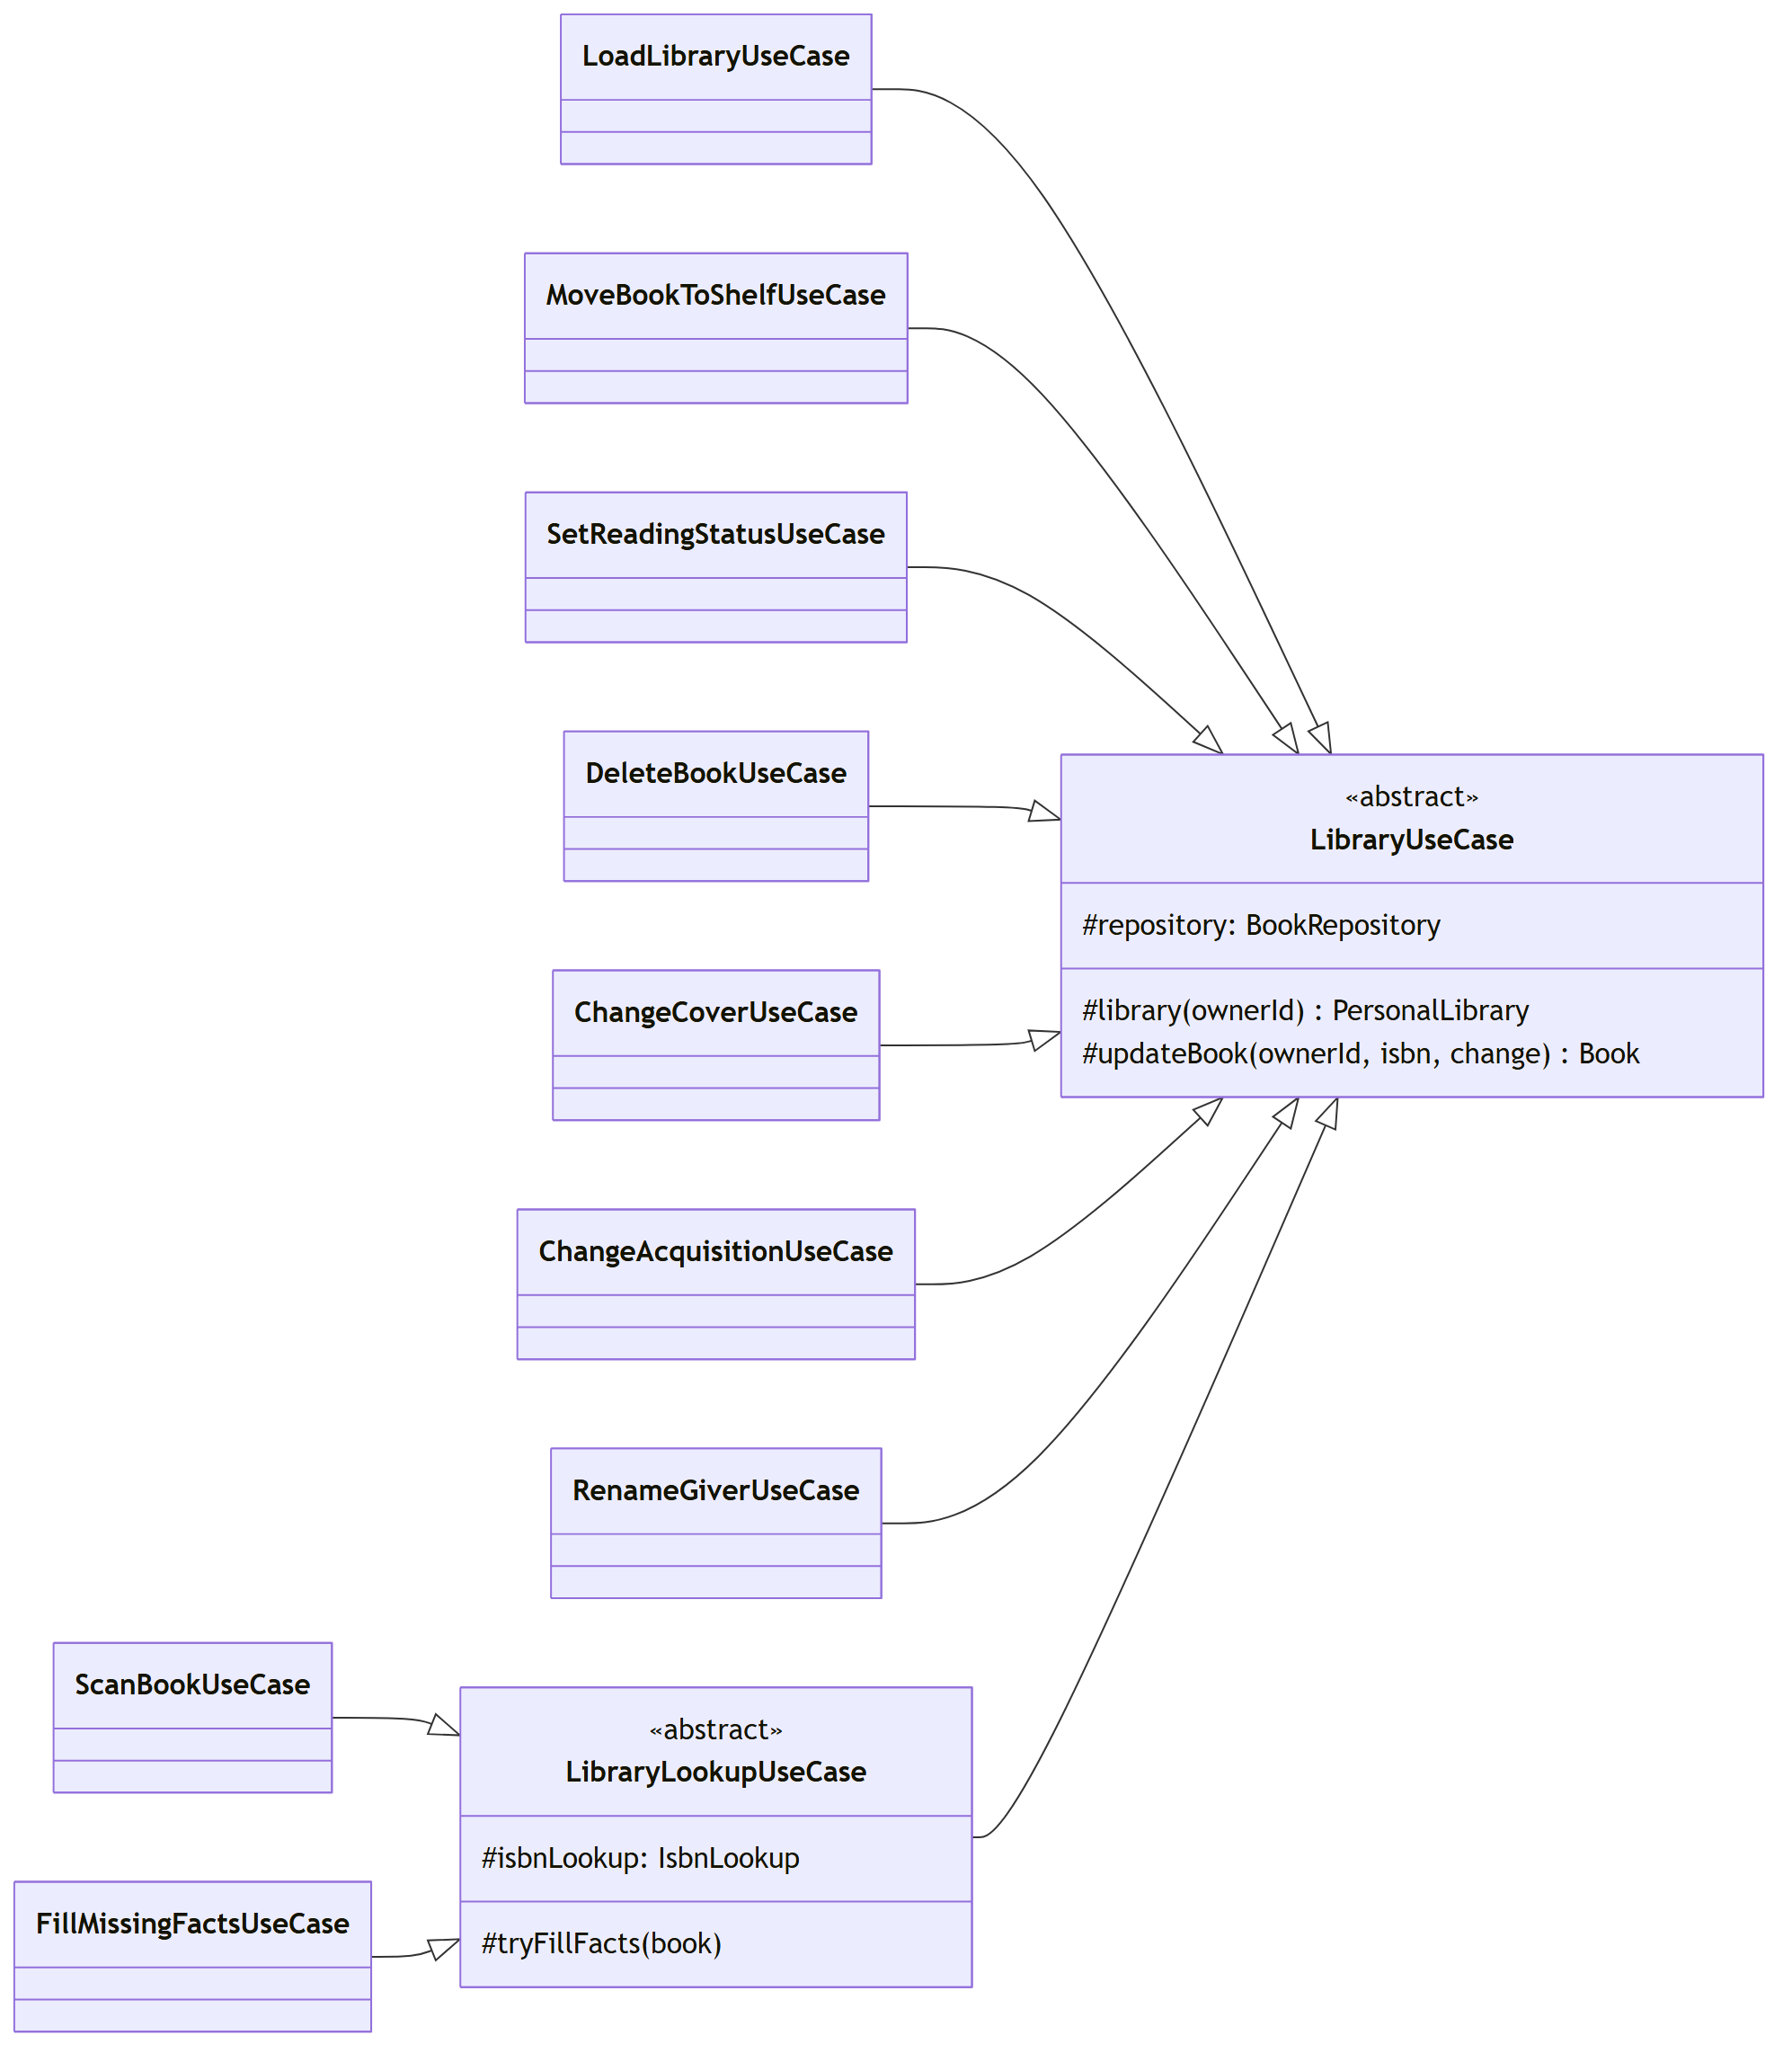 LoadLibraryUseCase
MoveBookToShelfUseCase
SetReadingStatusUseCase
DeleteBookUseCase
«abstract»
LibraryUseCase
#repository: BookRepository
#library(ownerId) : PersonalLibrary
#updateBook(ownerId, isbn, change) : Book
ChangeCoverUseCase
ChangeAcquisitionUseCase
RenameGiverUseCase
ScanBookUseCase
«abstract»
LibraryLookupUseCase
#isbnLookup: IsbnLookup
#tryFillFacts(book)
FillMissingFactsUseCase